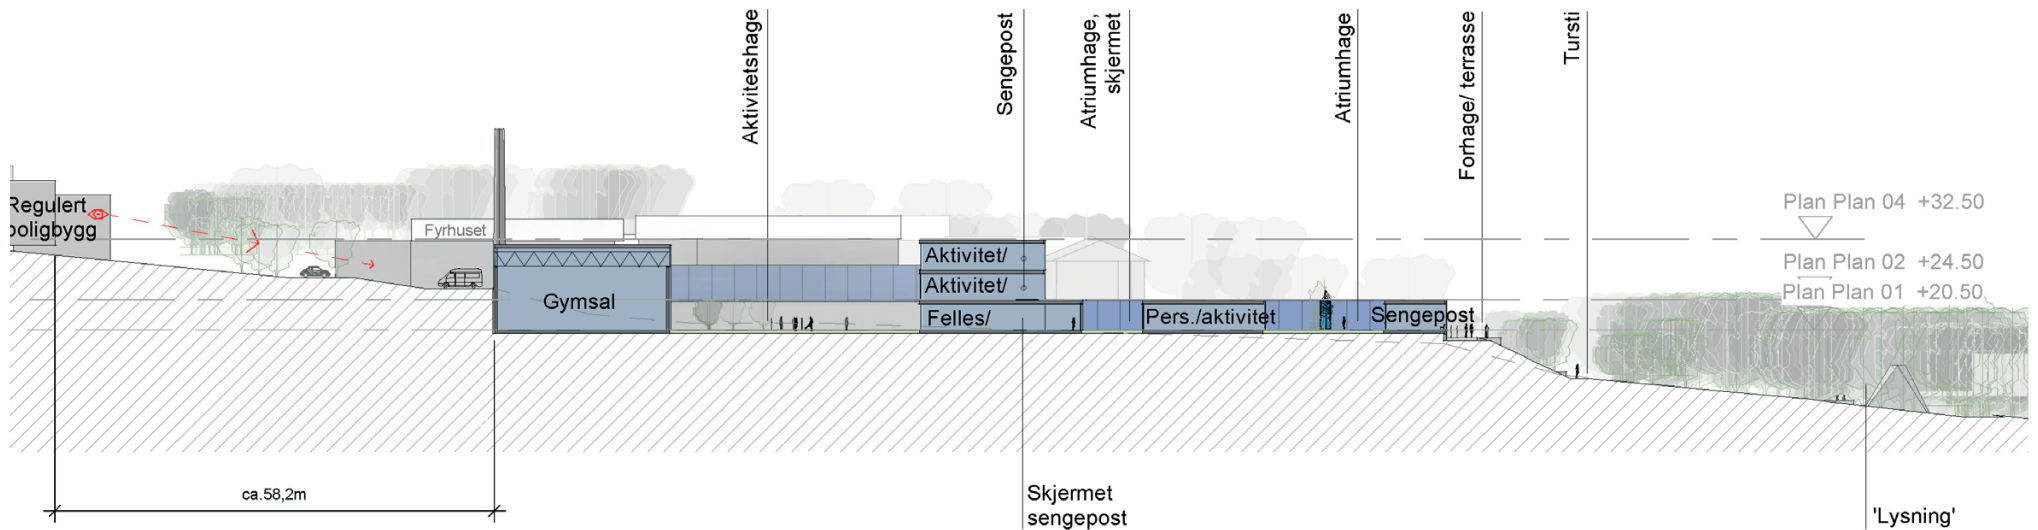 Aktivitetshage
Sengepost
Atriumhage,
skjermet
Atriumhage
Forhage/ terrasse
Tursti
Regulert
boligbygg
Fyrhuset
Plan Plan 04 +32.50
Plan Plan 02 +24.50
Plan Plan 01 +20.50
Aktivitet/
Aktivitet/
Gymsal
Felles/
Pers./aktivitet
Sengepost
ca.58,2m
Skjermet
sengepost
'Lysning'